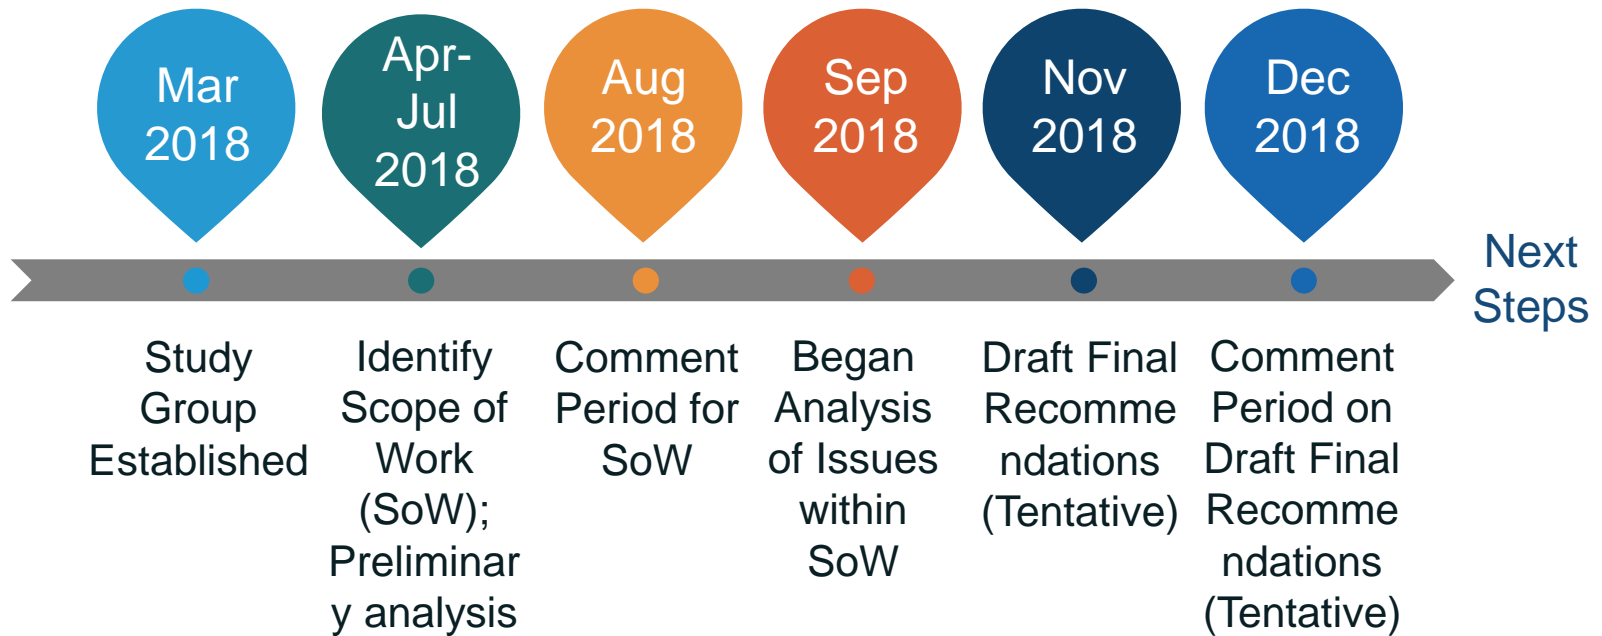 Mar
2018
Apr-
Jul
2018
Aug
2018
Sep
2018
Nov
2018
Dec
2018
Next
Steps
Study
Group
Established
Identify
Scope of
Work
(SoW);
Preliminar
y analysis
Comment
Period for
SoW
Began
Analysis
of Issues
within
SoW
Draft Final
Recomme
ndations
(Tentative)
Comment
Period on
Draft Final
Recomme
ndations
(Tentative)